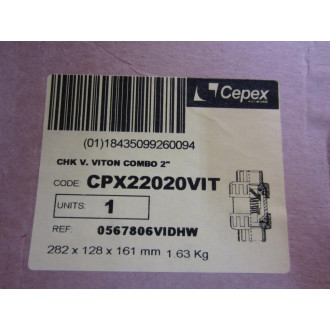 Cepex
(01)18435099260094
CHK V. VITON COMBO 2"
CODE: CPX22020VIT
UNITS: 1
REF: 0567806VIDHW
282 x 128 x 161 mm 1.63 Kg